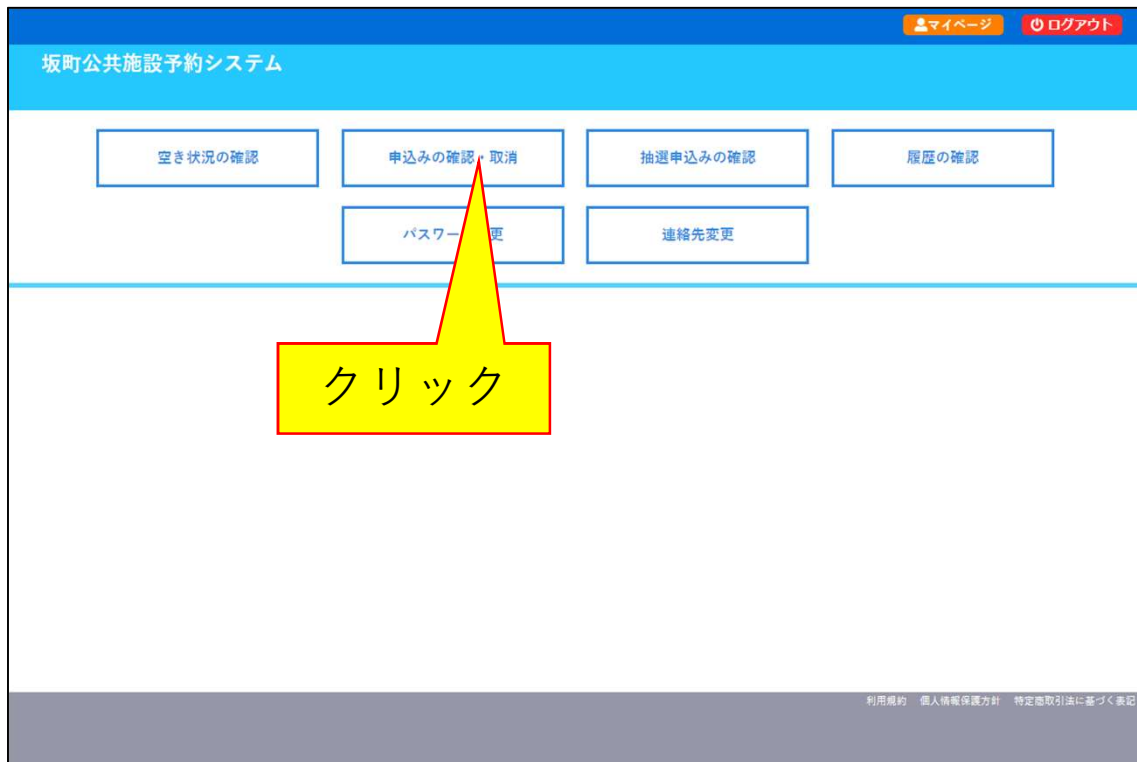 マイページ ログアウト
坂町公共施設予約システム
空き状況の確認 申込みの確認・取消 抽選申込みの確認 履歴の確認
パスワー 更 連絡先変更
クリック
利用規約 個人情報保護方針 特定商取引法に基づく表記